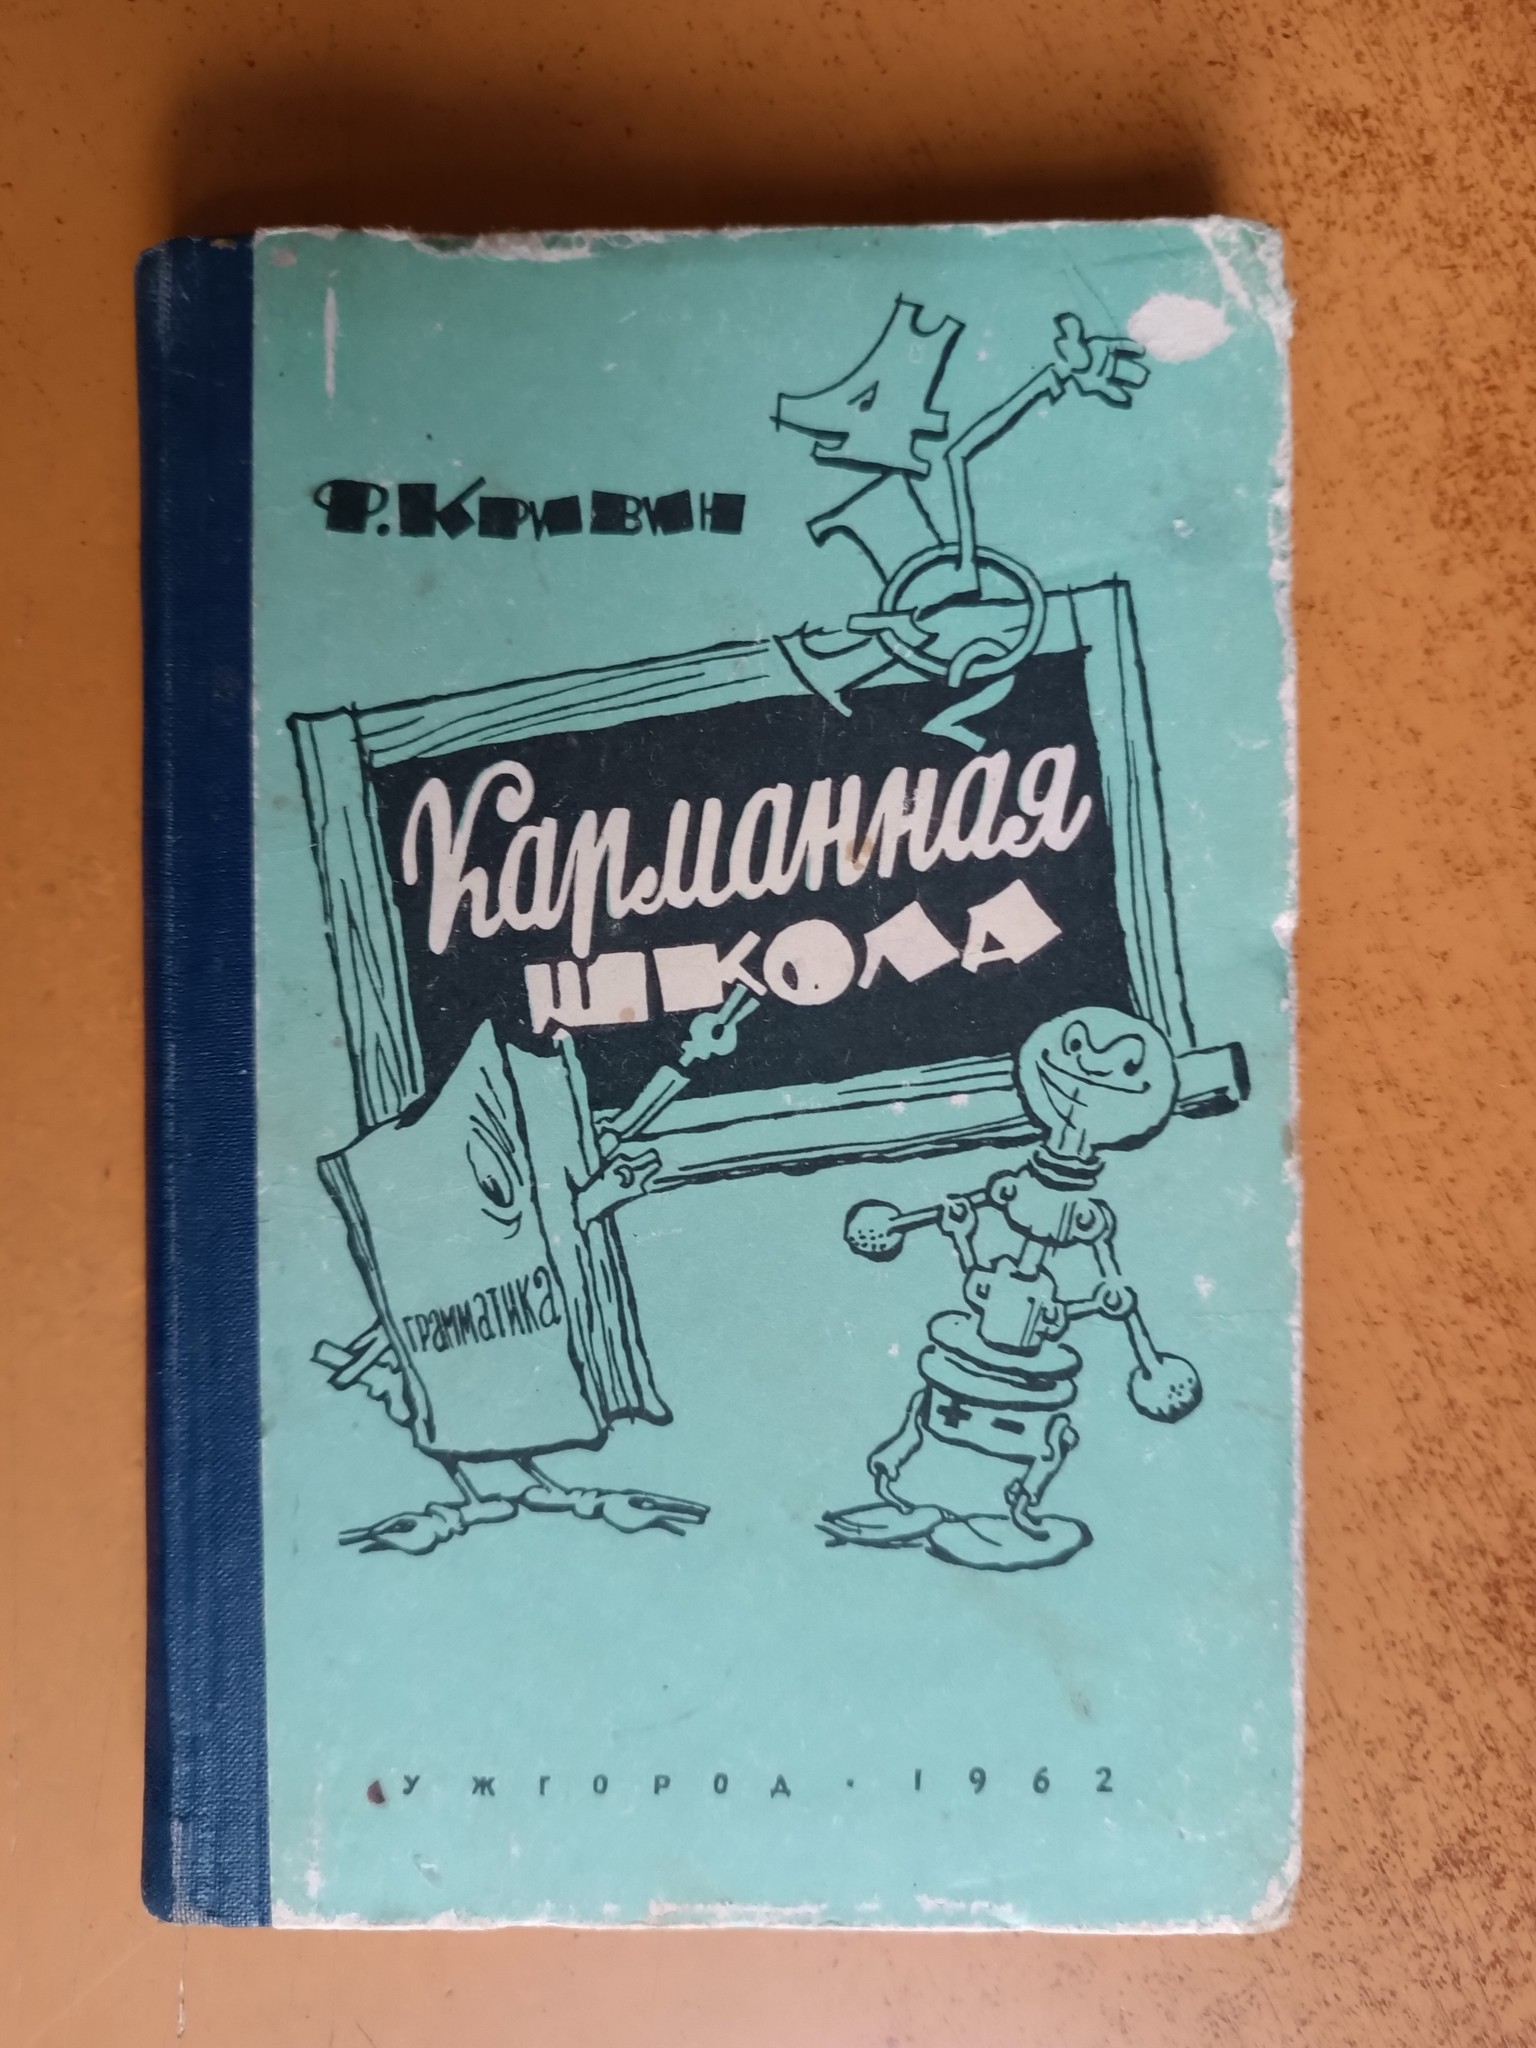 Ф. Кривин
Карманная
школа
грамматика
+ -
УЖГОРОД · 1962